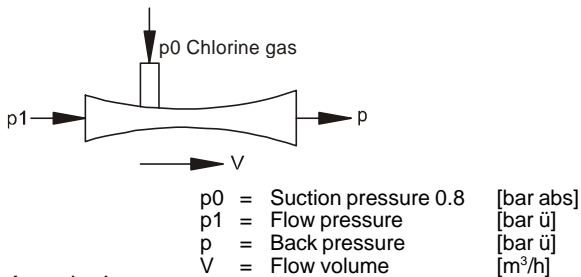 p0 Chlorine gas
p1
p
V
p0 = Suction pressure 0.8 [bar abs]
p1 = Flow pressure [bar ü]
p = Back pressure [bar ü]
V = Flow volume [m³/h]